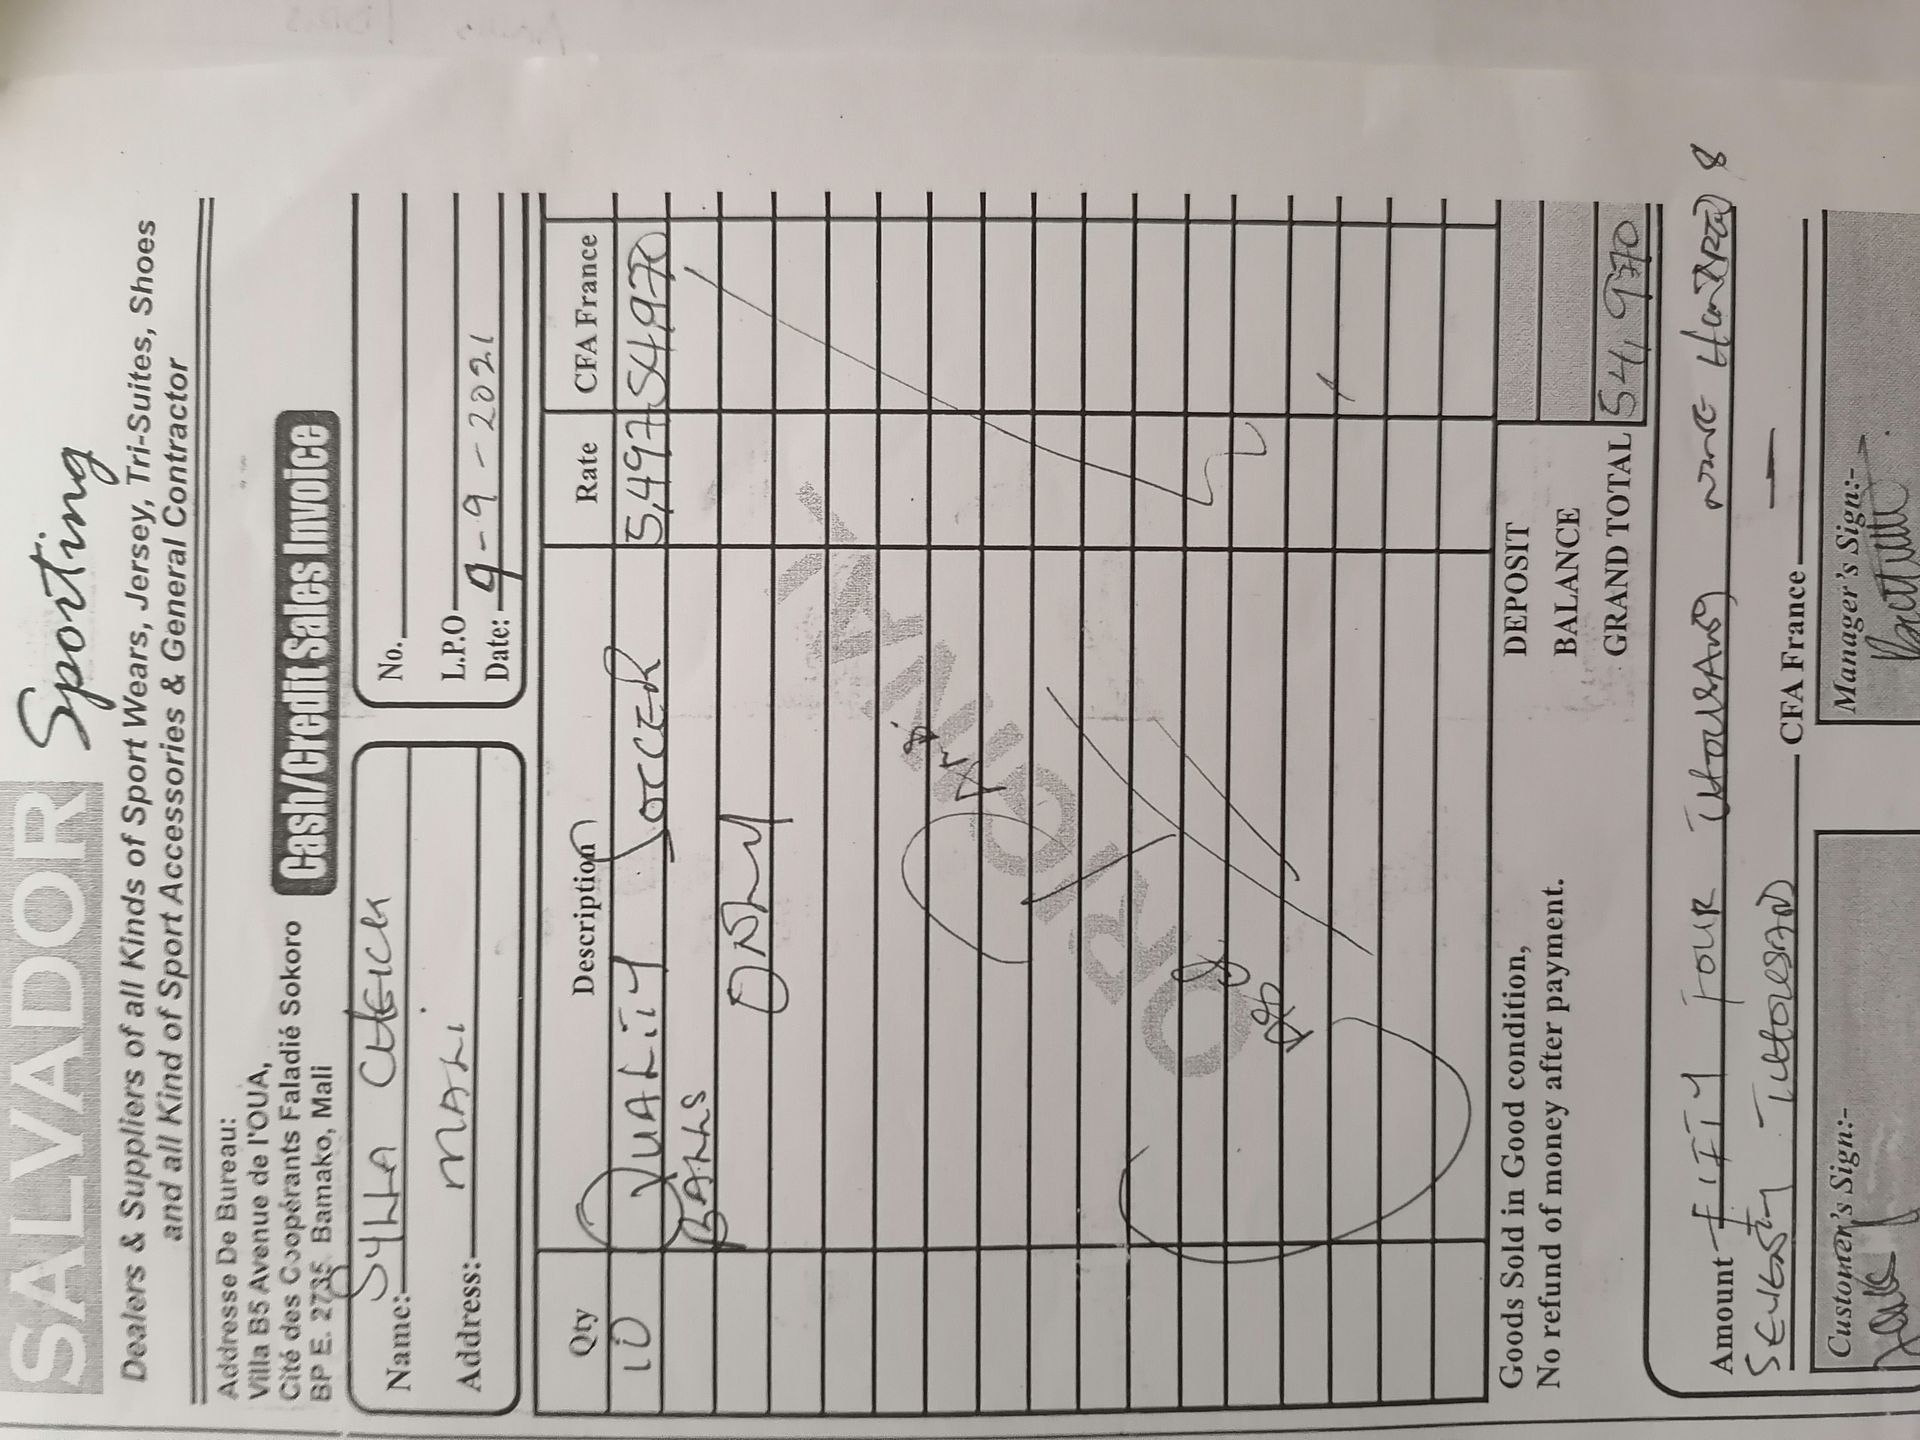 SALVADOR Sporting
Dealers & Suppliers of all Kinds of Sport Wears, Jersey, Tri-Suites, Shoes
and all Kind of Sport Accessories & General Contractor
Addresse De Bureau:
Villa B5 Avenue de l'OUA,
Cité des Coopérants Faladié Sokoro
BP E. 2735 Bamako, Mali
Cash/Credit Sales Invoice
Name: SYLLA CHEICK
Address: MALI
No.
L.P.O
Date: 9-9-2021
Qty Description Rate CFA France
10 QUALITY SOCCER 5,497 54,970
BALLS
ONLY
Goods Sold in Good condition,
No refund of money after payment.
DEPOSIT
BALANCE
GRAND TOTAL 54,970
Amount FIFTY FOUR THOUSAND NINE HUNDRED &
SEVENTY THOUSAND — CFA France
Customer's Sign:-
Manager's Sign:-